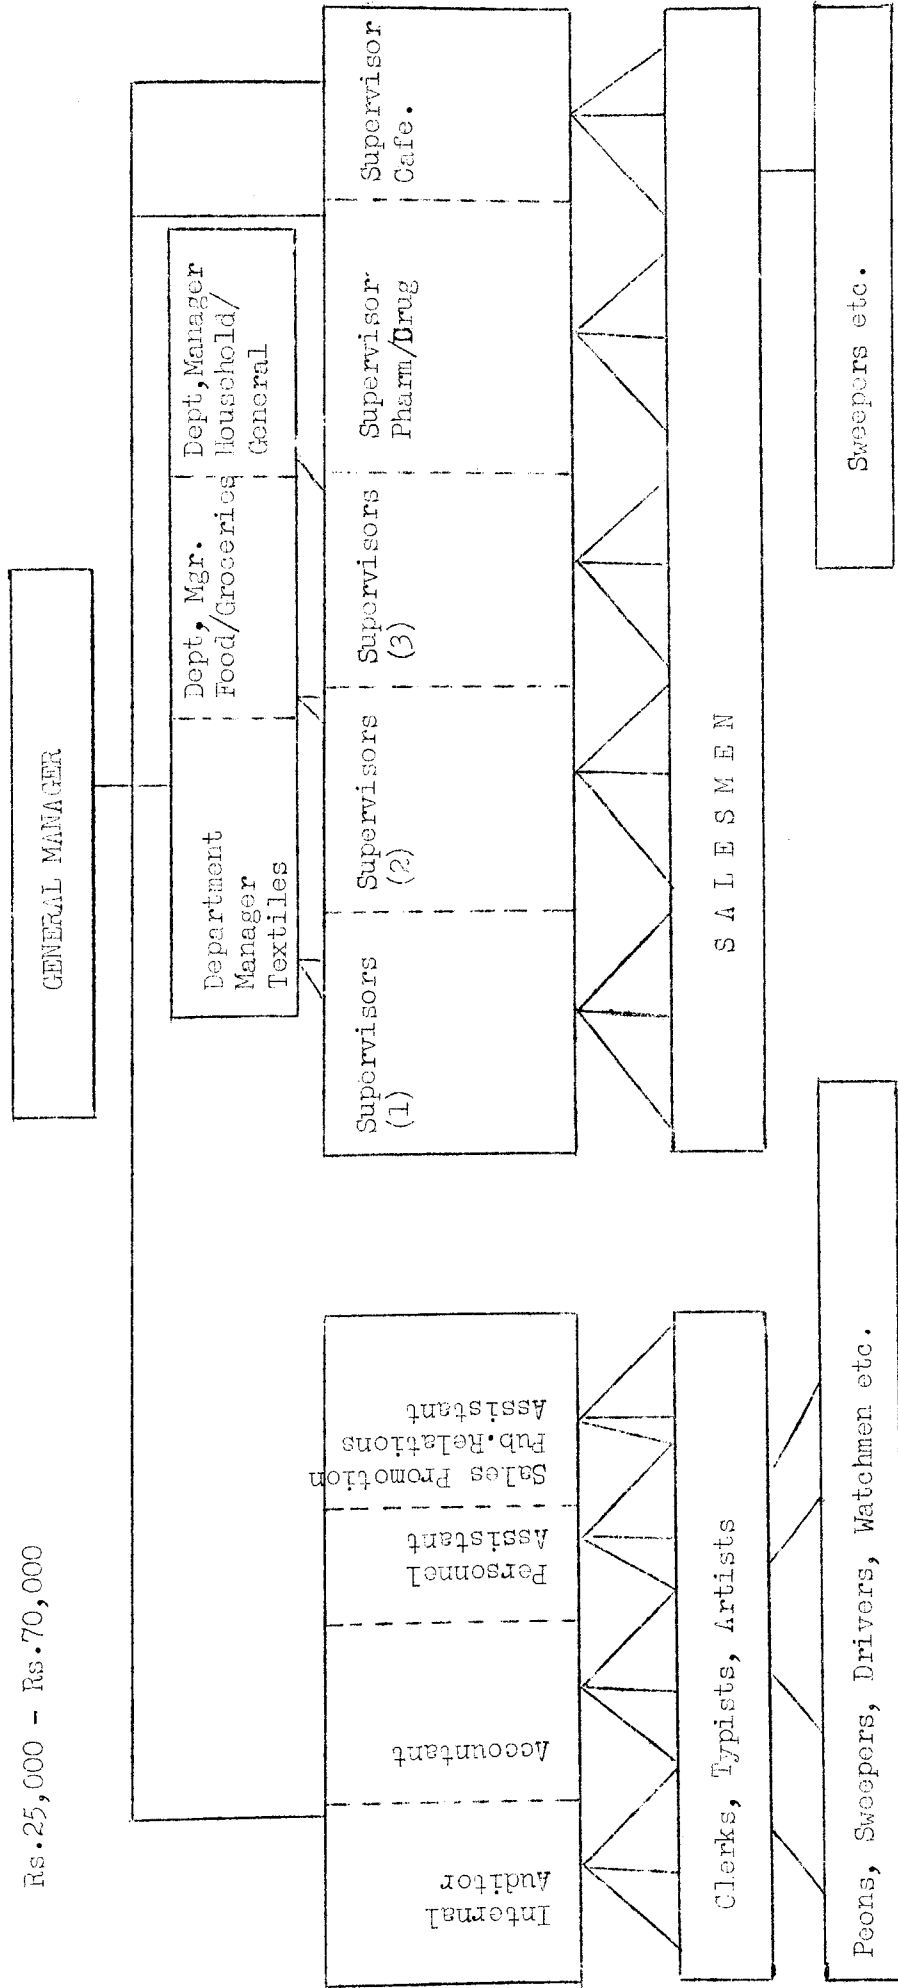 Rs.25,000 - Rs.70,000
GENERAL MANAGER
Department
Manager
Textiles
Dept, Mgr.
Food/Groceries
Dept,Manager
Household/
General
Internal
Auditor
Accountant
Personnel
Assistant
Sales Promotion
Pub.Relations
Assistant
Supervisors
(1)
Supervisors
(2)
Supervisors
(3)
Supervisor
Pharm/Drug
Supervisor
Cafe.
Clerks, Typists, Artists
SALESMEN
Peons, Sweepers, Drivers, Watchmen etc.
Sweepers etc.